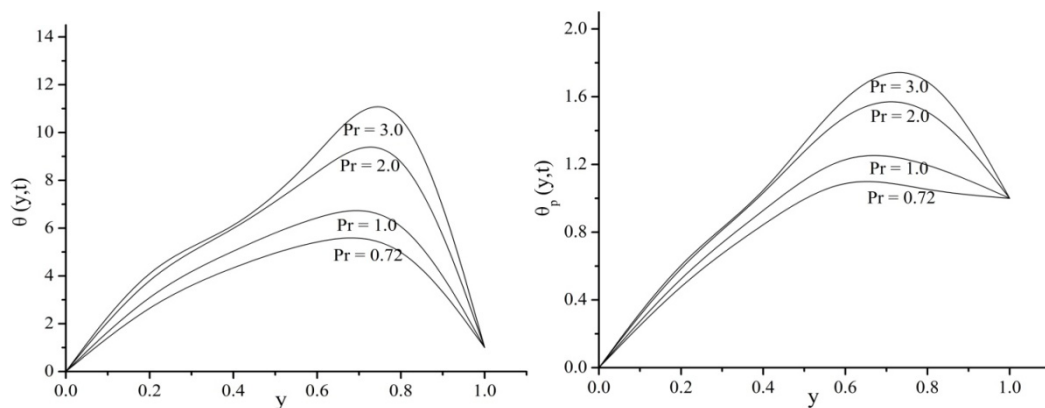 14
12
10
8
6
4
2
0
θ (y,t)
Pr = 3.0
Pr = 2.0
Pr = 1.0
Pr = 0.72
0.0 0.2 0.4 0.6 0.8 1.0
y
2.0
1.6
1.2
0.8
0.4
0.0
θp (y,t)
Pr = 3.0
Pr = 2.0
Pr = 1.0
Pr = 0.72
0.0 0.2 0.4 0.6 0.8 1.0
y